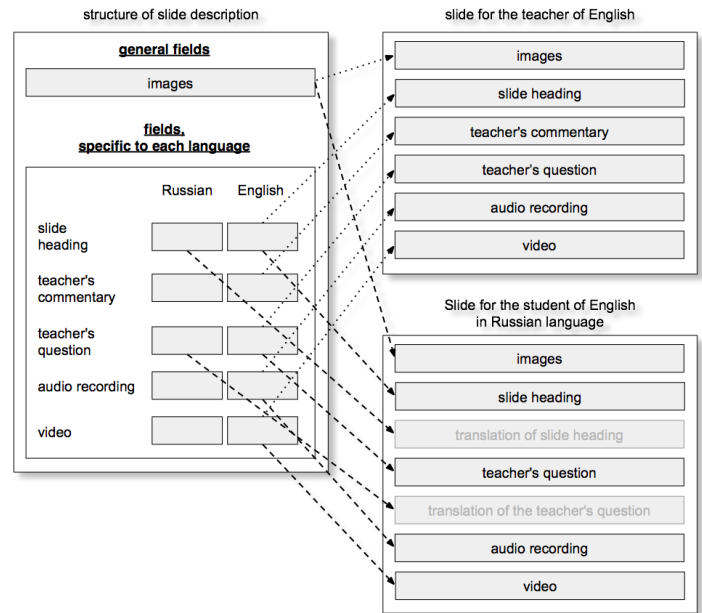 structure of slide description
general fields
images
fields,
specific to each language
Russian English
slide
heading
teacher's
commentary
teacher's
question
audio recording
video
slide for the teacher of English
images
slide heading
teacher's commentary
teacher's question
audio recording
video
Slide for the student of English
in Russian language
images
slide heading
translation of slide heading
teacher's question
translation of the teacher's question
audio recording
video